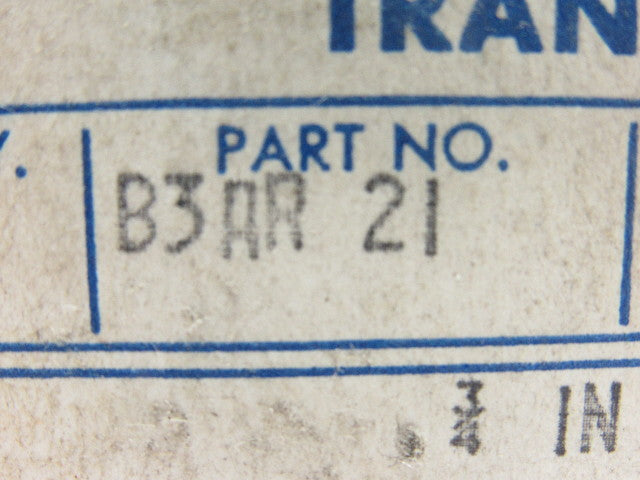 TRAN
Y. PART NO.
B3AR 21
3/4 IN